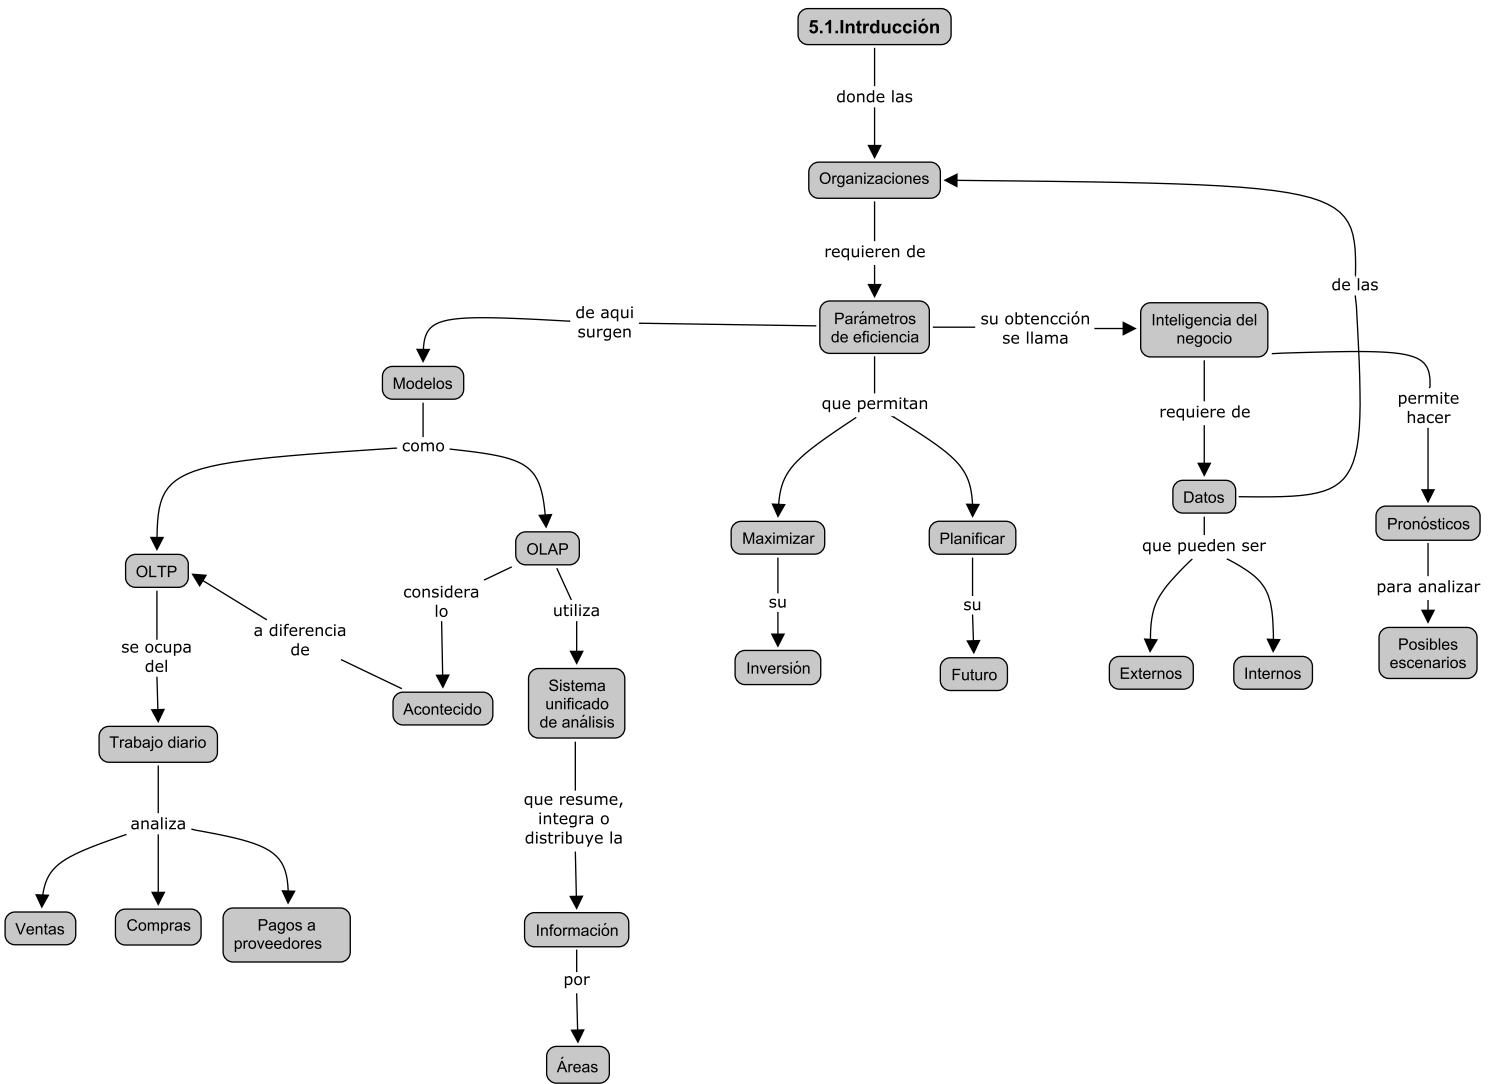 5.1.Intrducción
donde las
Organizaciones
requieren de
de las
Parámetros
de eficiencia
de aqui
surgen
su obtencción
se llama
Inteligencia del
negocio
Modelos
que permitan
requiere de
permite
hacer
como
Datos
Pronósticos
Maximizar
Planificar
OLAP
OLTP
que pueden ser
para analizar
considera
lo
utiliza
su
su
a diferencia
de
se ocupa
del
Inversión
Futuro
Externos
Internos
Posibles
escenarios
Acontecido
Sistema
unificado
de análisis
Trabajo diario
que resume,
integra o
distribuye la
analiza
Ventas
Compras
Pagos a
proveedores
Información
por
Áreas